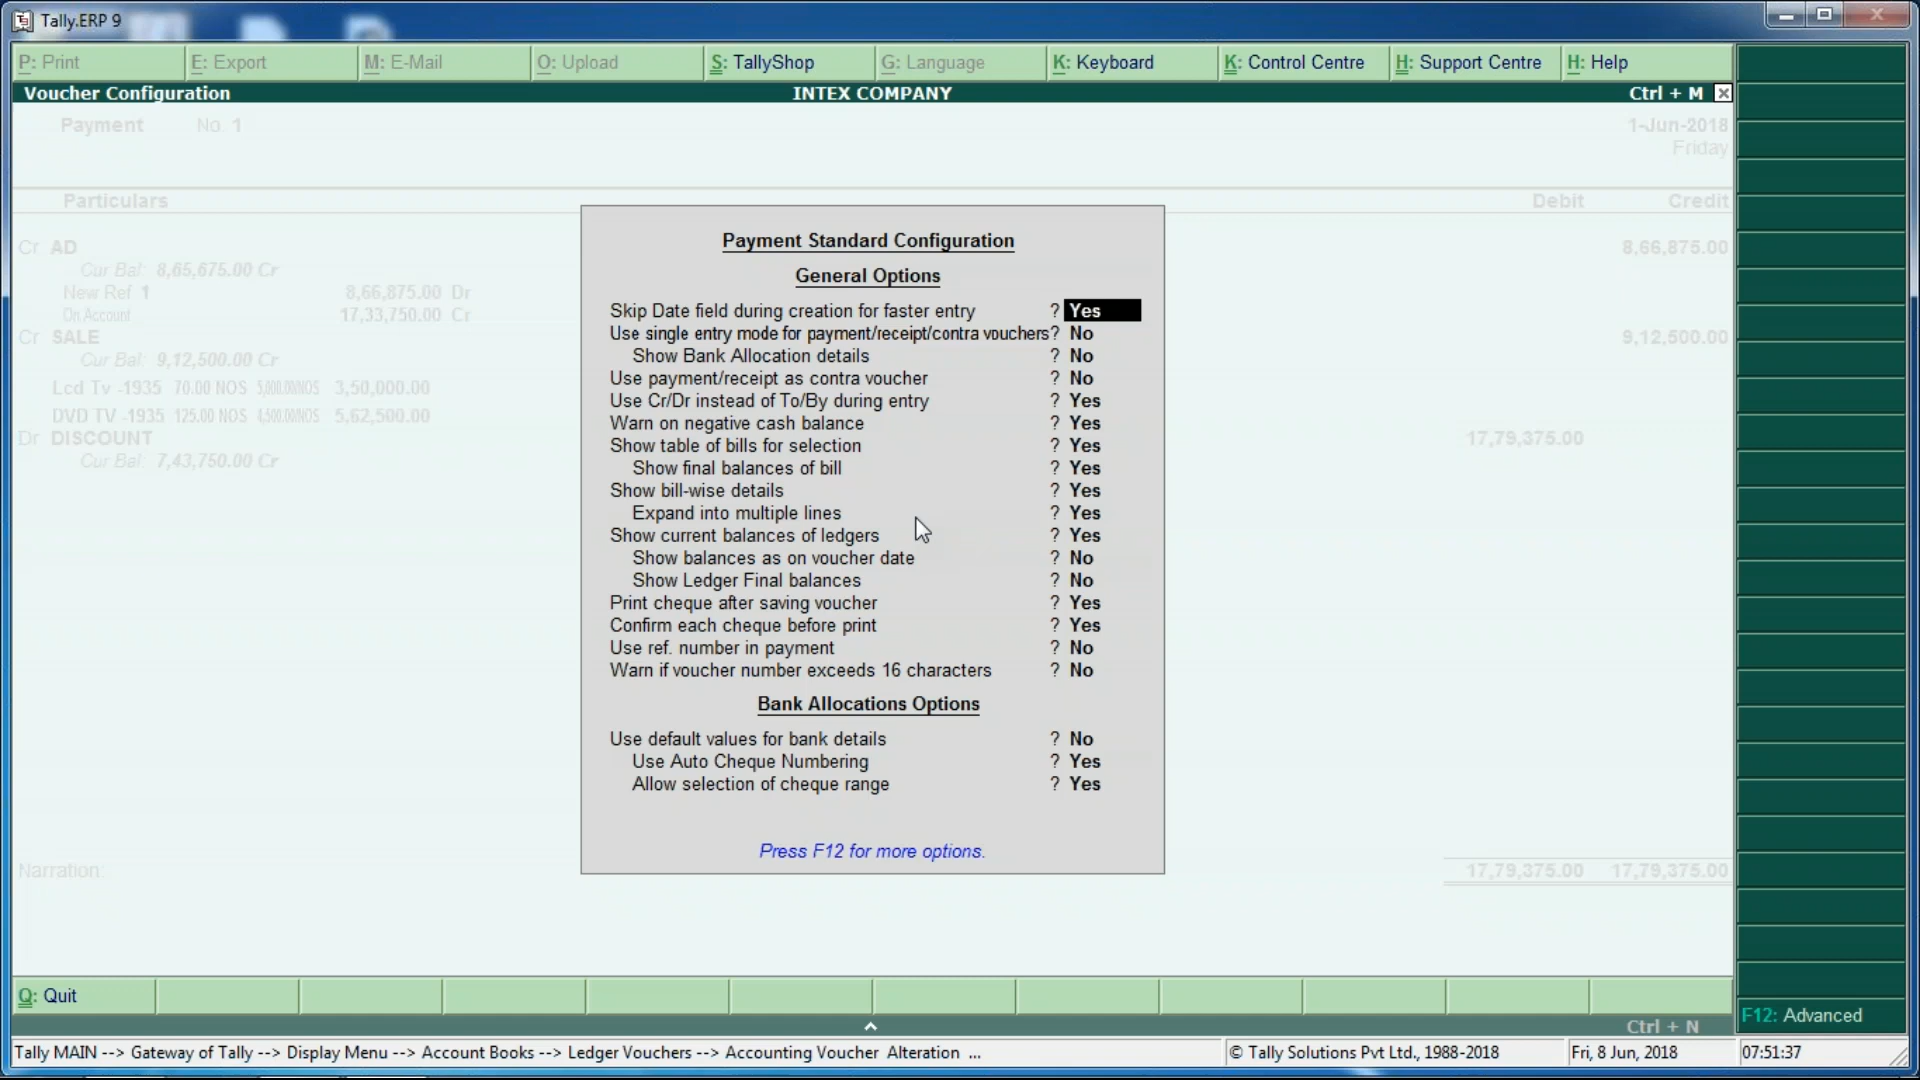 Tally.ERP 9
P: Print E: Export M: E-Mail O: Upload S: TallyShop G: Language K: Keyboard K: Control Centre H: Support Centre H: Help
Voucher Configuration INTEX COMPANY Ctrl + M
Payment No. 1 1-Jun-2018
Friday
Particulars Debit Credit
Cr AD 8,66,875.00
Cur Bal: 8,65,675.00 Cr
New Ref 1 8,66,875.00 Dr
On Account 17,33,750.00 Cr
Cr SALE 9,12,500.00
Cur Bal: 9,12,500.00 Cr
Lcd Tv -1935 70.00 NOS 5,000.00/NOS 3,50,000.00
DVD TV -1935 125.00 NOS 4,500.00/NOS 5,62,500.00
Dr DISCOUNT 17,79,375.00
Cur Bal: 7,43,750.00 Cr
Payment Standard Configuration
General Options
Skip Date field during creation for faster entry ? Yes
Use single entry mode for payment/receipt/contra vouchers? No
Show Bank Allocation details ? No
Use payment/receipt as contra voucher ? No
Use Cr/Dr instead of To/By during entry ? Yes
Warn on negative cash balance ? Yes
Show table of bills for selection ? Yes
Show final balances of bill ? Yes
Show bill-wise details ? Yes
Expand into multiple lines ? Yes
Show current balances of ledgers ? Yes
Show balances as on voucher date ? No
Show Ledger Final balances ? No
Print cheque after saving voucher ? Yes
Confirm each cheque before print ? Yes
Use ref. number in payment ? No
Warn if voucher number exceeds 16 characters ? No
Bank Allocations Options
Use default values for bank details ? No
Use Auto Cheque Numbering ? Yes
Allow selection of cheque range ? Yes
Press F12 for more options.
Narration: 17,79,375.00 17,79,375.00
Q: Quit
F12: Advanced
Ctrl + N
Tally MAIN --> Gateway of Tally --> Display Menu --> Account Books --> Ledger Vouchers --> Accounting Voucher Alteration ... © Tally Solutions Pvt Ltd., 1988-2018 Fri, 8 Jun, 2018 07:51:37